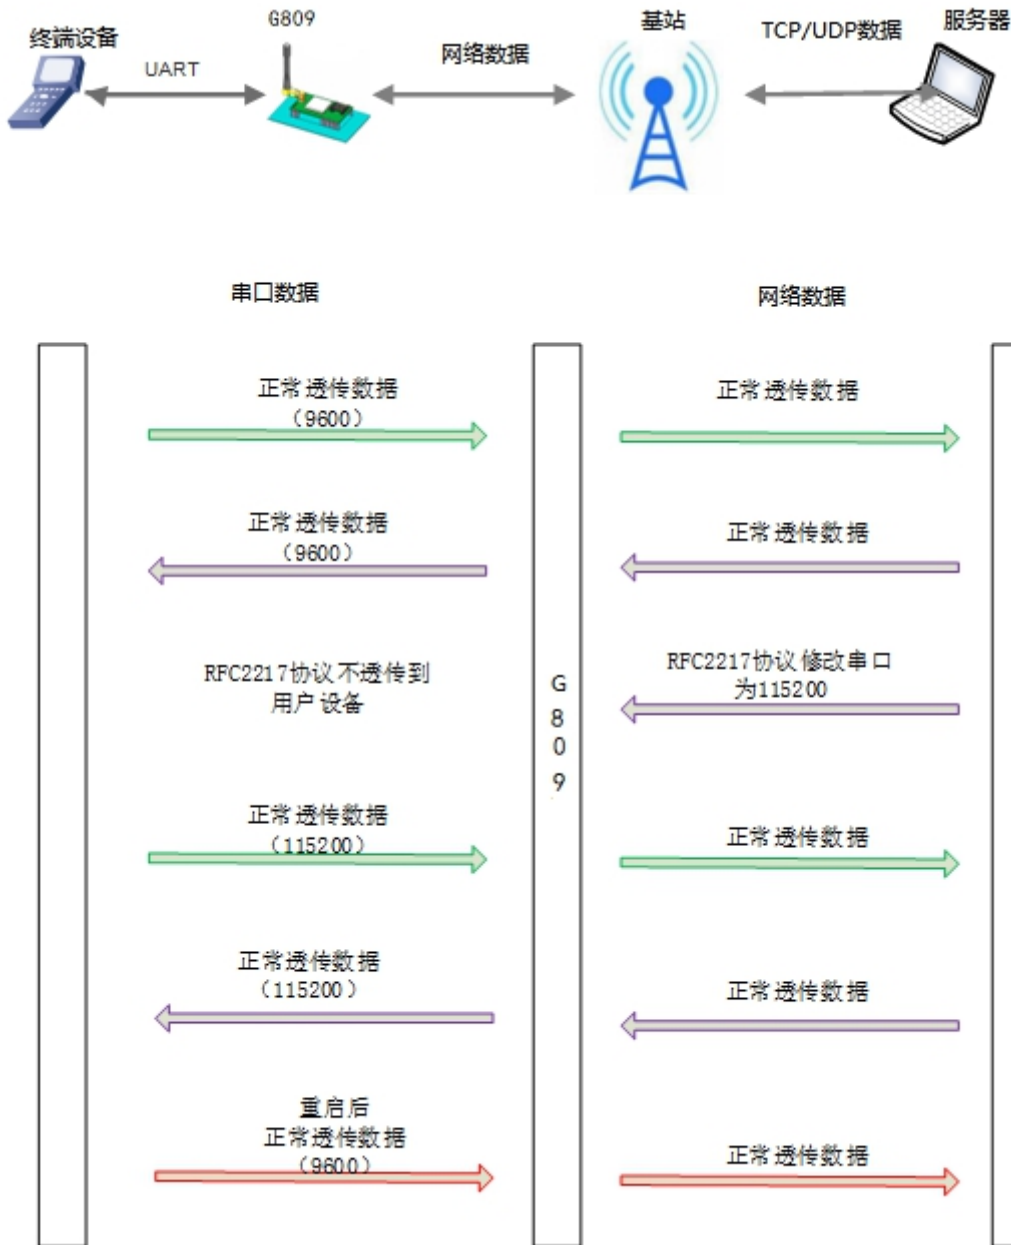 终端设备
G809
基站
服务器
UART
网络数据
TCP/UDP数据
串口数据
网络数据
正常透传数据
（9600）
正常透传数据
正常透传数据
（9600）
正常透传数据
RFC2217协议不透传到
用户设备
RFC2217协议修改串口
为115200
G
8
0
9
正常透传数据
（115200）
正常透传数据
正常透传数据
（115200）
正常透传数据
重启后
正常透传数据
（9600）
正常透传数据